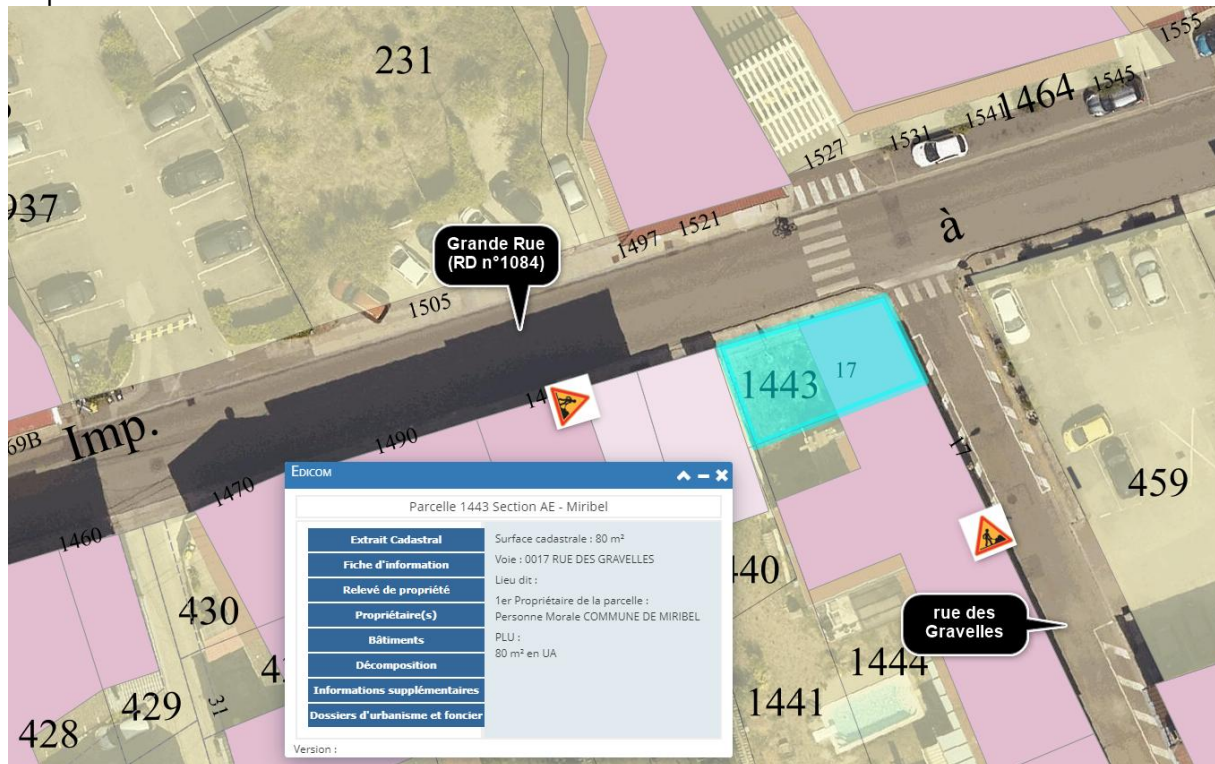 231
1555
1545
1464
1541
1531
1527
937
1521
1497
à
Grande Rue
(RD n°1084)
1505
1443
17
69B
Imp.
1490
17
1470
459
1460
EDICOM
Parcelle 1443 Section AE - Miribel
Extrait Cadastral
Fiche d'information
Relevé de propriété
Propriétaire(s)
Bâtiments
Décomposition
Informations supplémentaires
Dossiers d'urbanisme et foncier
Surface cadastrale : 80 m²
Voie : 0017 RUE DES GRAVELLES
Lieu dit :
1er Propriétaire de la parcelle :
Personne Morale COMMUNE DE MIRIBEL
PLU :
80 m² en UA
Version :
430
rue des
Gravelles
1444
429
31
1441
428